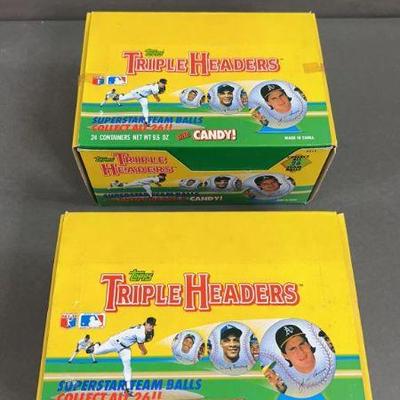 Topps
TRIPLE HEADERS
SUPERSTAR TEAM BALLS
COLLECT ALL 26!!
24 CONTAINERS NET WT 9.5 OZ
CANDY!
MADE IN CHINA
Topps
TRIPLE HEADERS
CANDY!
Topps
TRIPLE HEADERS
SUPERSTAR TEAM BALLS
COLLECT ALL 26!!